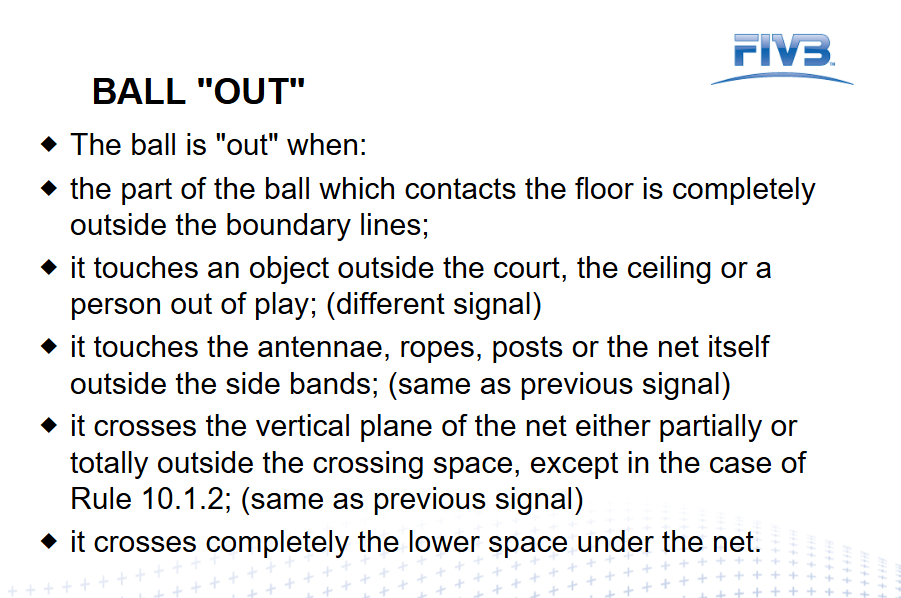 FIVB™
BALL "OUT"
◆ The ball is "out" when:
◆ the part of the ball which contacts the floor is completely
outside the boundary lines;
◆ it touches an object outside the court, the ceiling or a
person out of play; (different signal)
◆ it touches the antennae, ropes, posts or the net itself
outside the side bands; (same as previous signal)
◆ it crosses the vertical plane of the net either partially or
totally outside the crossing space, except in the case of
Rule 10.1.2; (same as previous signal)
◆ it crosses completely the lower space under the net.